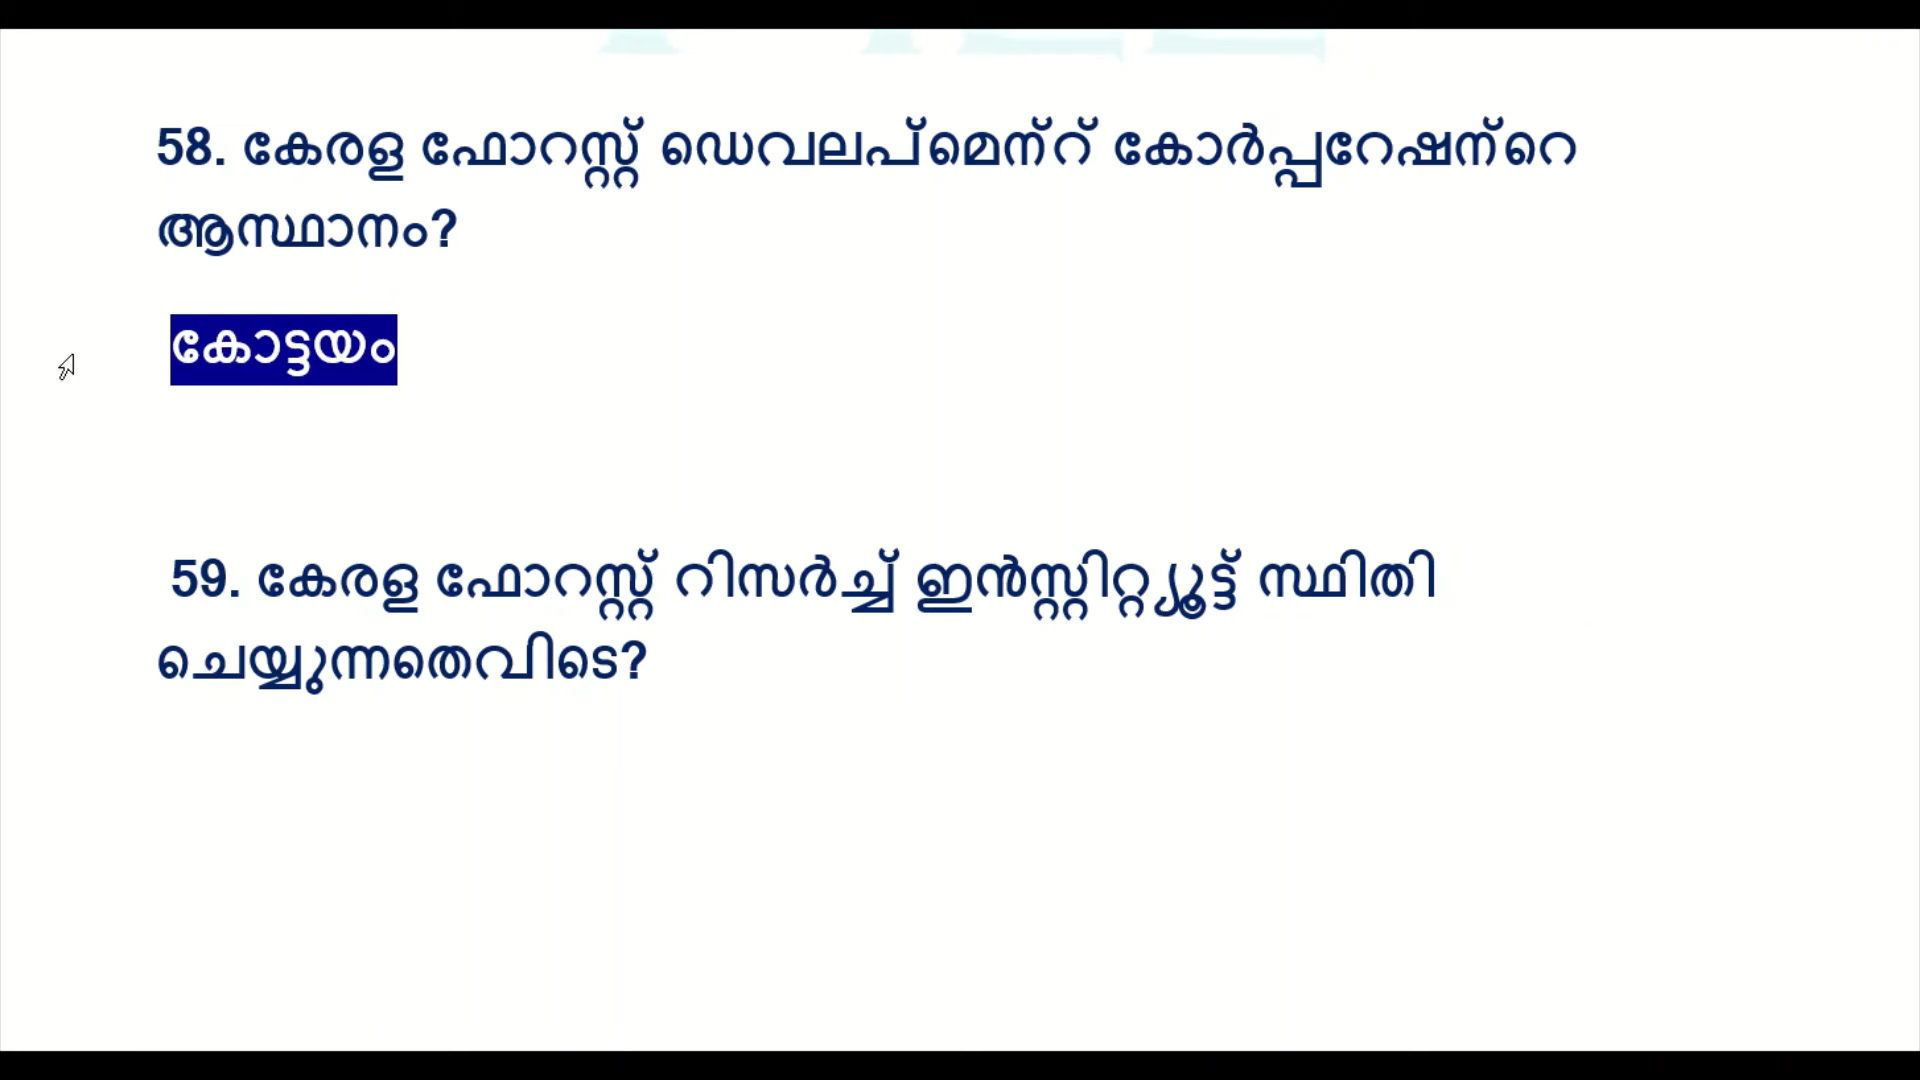 58. കേരള ഫോറസ്റ്റ് ഡെവലപ്മെന്റ് കോർപ്പറേഷന്റെ
ആസ്ഥാനം?
കോട്ടയം
59. കേരള ഫോറസ്റ്റ് റിസർച്ച് ഇൻസ്റ്റിറ്റ്യൂട്ട് സ്ഥിതി
ചെയ്യുന്നതെവിടെ?